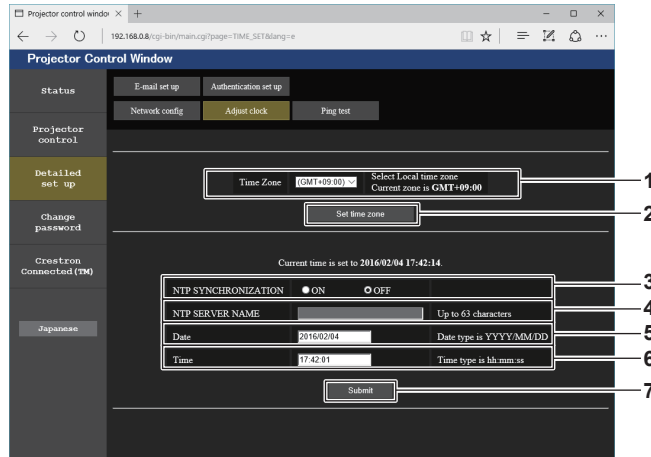 Projector control windov
192.168.0.8/cgi-bin/main.cgi?page=TIME_SET&lang=e
Projector Control Window
Status
E-mail set up
Authentication set up
Network config
Adjust clock
Ping test
Projector
control
Detailed
set up
Change
password
Crestron
Connected(TM)
Japanese
Time Zone
(GMT+09:00)
Select Local time zone
Current zone is GMT+09:00
1
Set time zone
2
Current time is set to 2016/02/04 17:42:14.
NTP SYNCHRONIZATION ON OFF
3
NTP SERVER NAME Up to 63 characters
4
Date 2016/02/04 Date type is YYYY/MM/DD
5
Time 17:42:01 Time type is hh:mm:ss
6
Submit
7